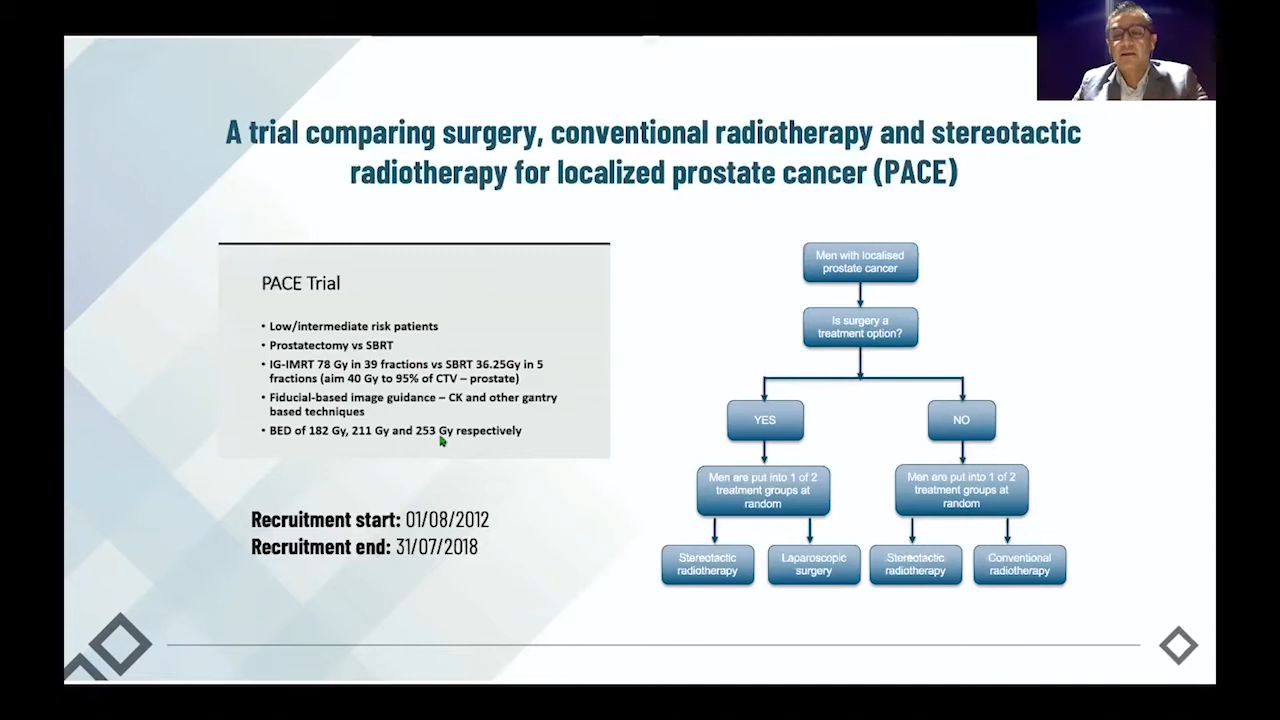 A trial comparing surgery, conventional radiotherapy and stereotactic
radiotherapy for localized prostate cancer (PACE)
PACE Trial
• Low/intermediate risk patients
• Prostatectomy vs SBRT
• IG-IMRT 78 Gy in 39 fractions vs SBRT 36.25Gy in 5
fractions (aim 40 Gy to 95% of CTV – prostate)
• Fiducial-based image guidance – CK and other gantry
based techniques
• BED of 182 Gy, 211 Gy and 253 Gy respectively
Recruitment start: 01/08/2012
Recruitment end: 31/07/2018
Men with localised
prostate cancer
Is surgery a
treatment option?
YES
NO
Men are put into 1 of 2
treatment groups at
random
Men are put into 1 of 2
treatment groups at
random
Stereotactic
radiotherapy
Laparoscopic
surgery
Stereotactic
radiotherapy
Conventional
radiotherapy